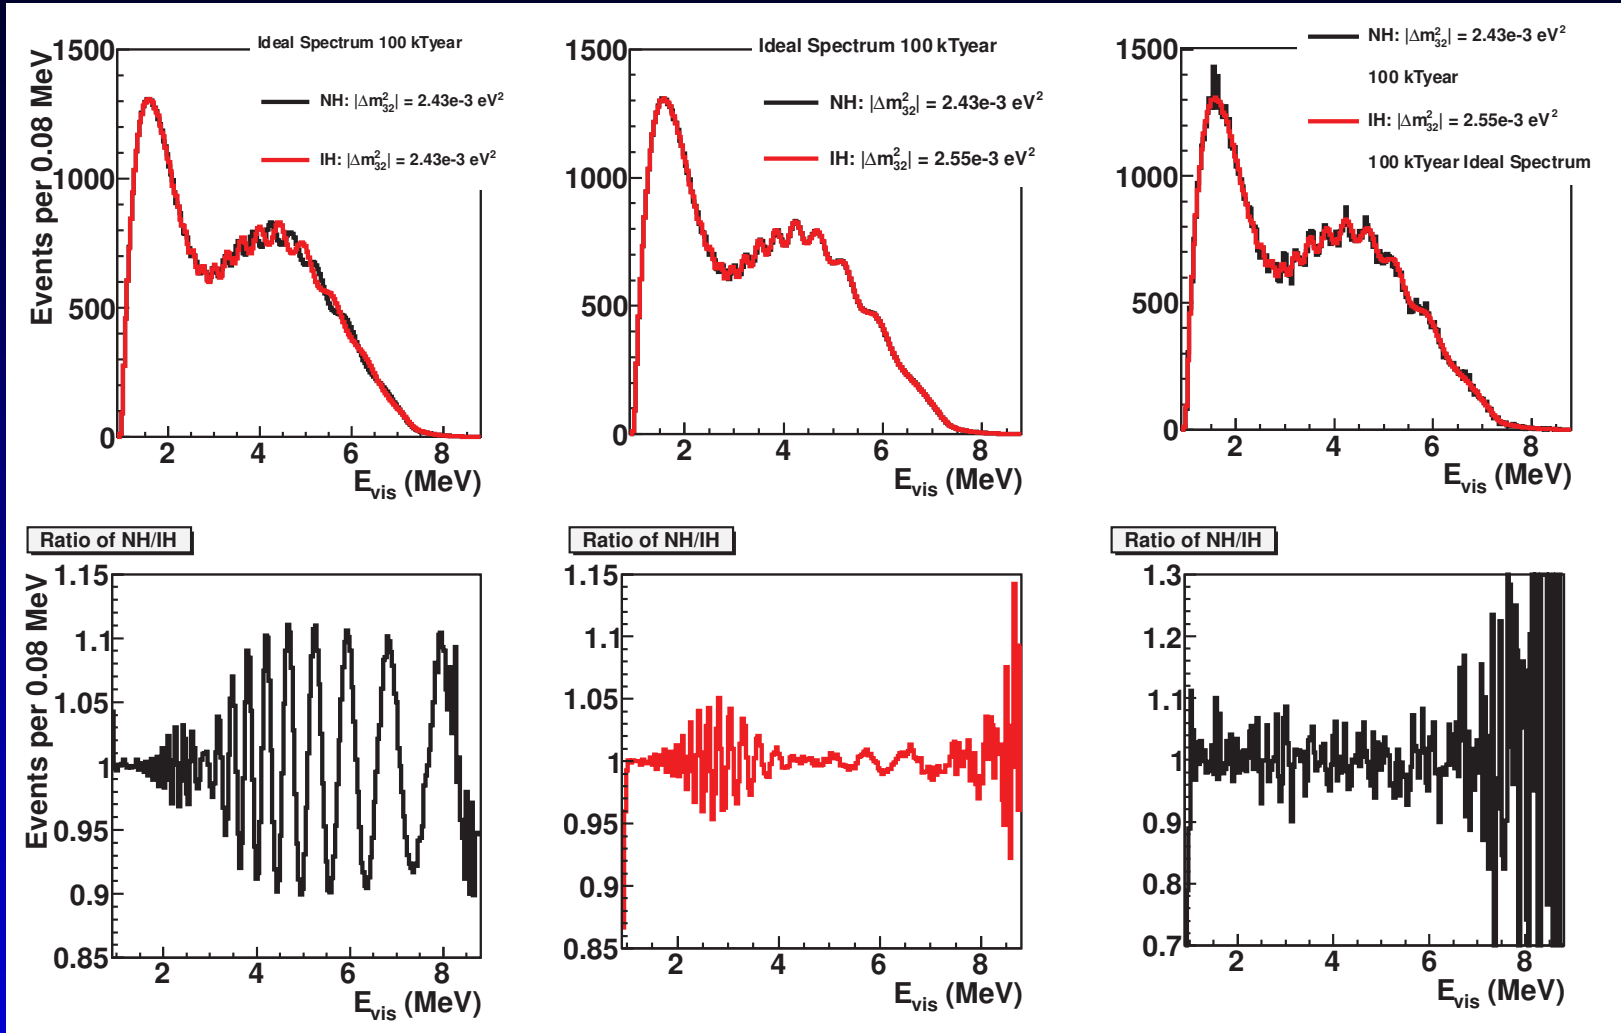 Ideal Spectrum 100 kTyear
NH: |Δm²₃₂| = 2.43e-3 eV²
IH: |Δm²₃₂| = 2.43e-3 eV²
Events per 0.08 MeV
1500
1000
500
0
2 4 6 8
E_vis (MeV)
Ideal Spectrum 100 kTyear
NH: |Δm²₃₂| = 2.43e-3 eV²
IH: |Δm²₃₂| = 2.55e-3 eV²
1500
1000
500
0
2 4 6 8
E_vis (MeV)
NH: |Δm²₃₂| = 2.43e-3 eV²
100 kTyear
IH: |Δm²₃₂| = 2.55e-3 eV²
100 kTyear Ideal Spectrum
1500
1000
500
0
2 4 6 8
E_vis (MeV)
Ratio of NH/IH
Events per 0.08 MeV
1.15
1.1
1.05
1
0.95
0.9
0.85
2 4 6 8
E_vis (MeV)
Ratio of NH/IH
1.15
1.1
1.05
1
0.95
0.9
0.85
2 4 6 8
E_vis (MeV)
Ratio of NH/IH
1.3
1.2
1.1
1
0.9
0.8
0.7
2 4 6 8
E_vis (MeV)